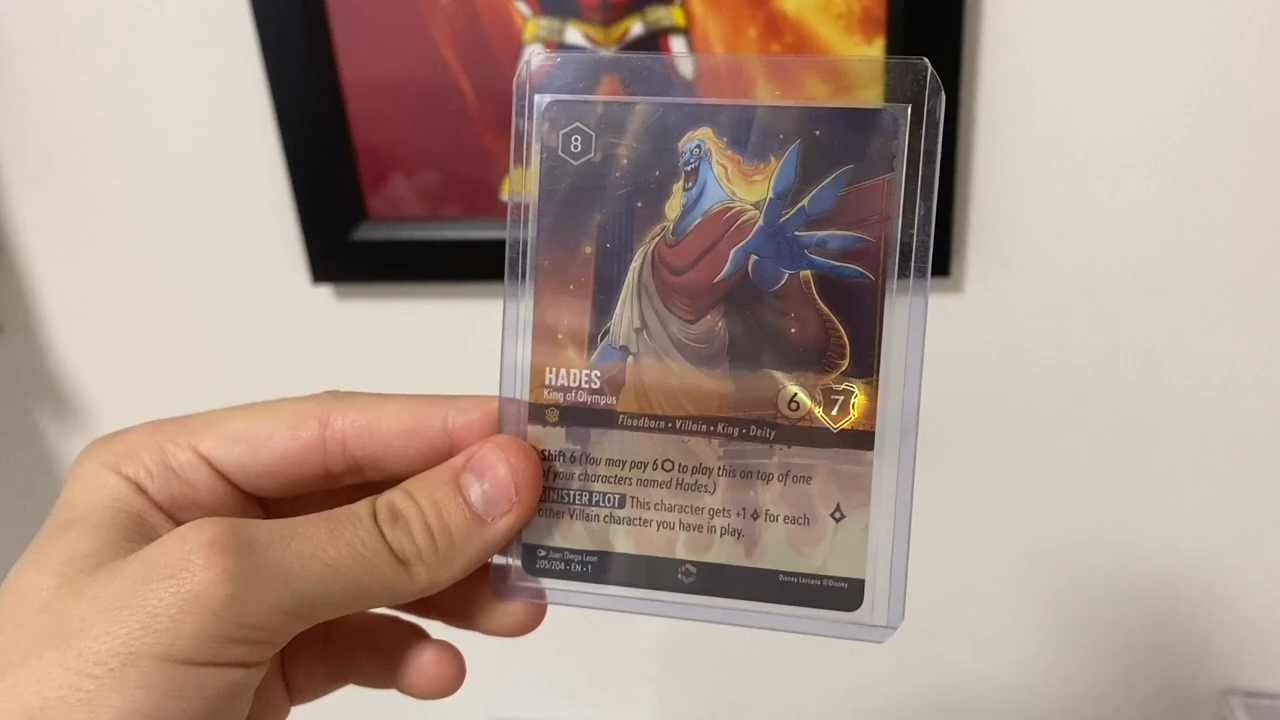 8
HADES
King of Olympus
6 7
Floodborn • Villain • King • Deity
Shift 6 (You may pay 6 to play this on top of one
of your characters named Hades.)
SINISTER PLOT This character gets +1 for each
other Villain character you have in play.
Juan Diego Leon
205/204 • EN • 1
Disney Lorcana ©Disney